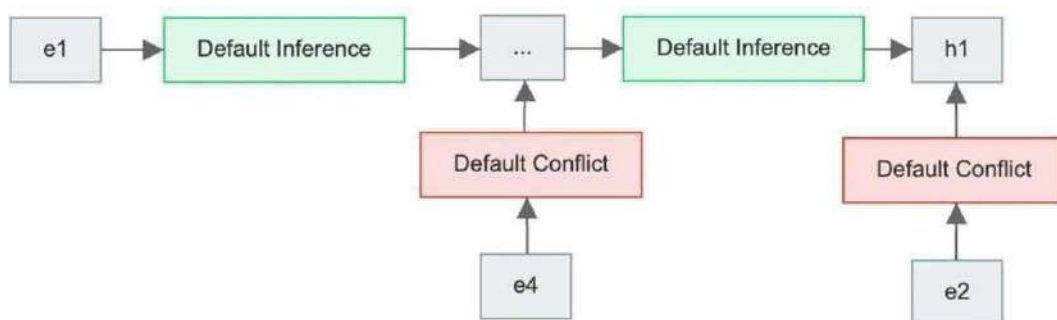 e1
Default Inference
...
Default Inference
h1
Default Conflict
Default Conflict
e4
e2